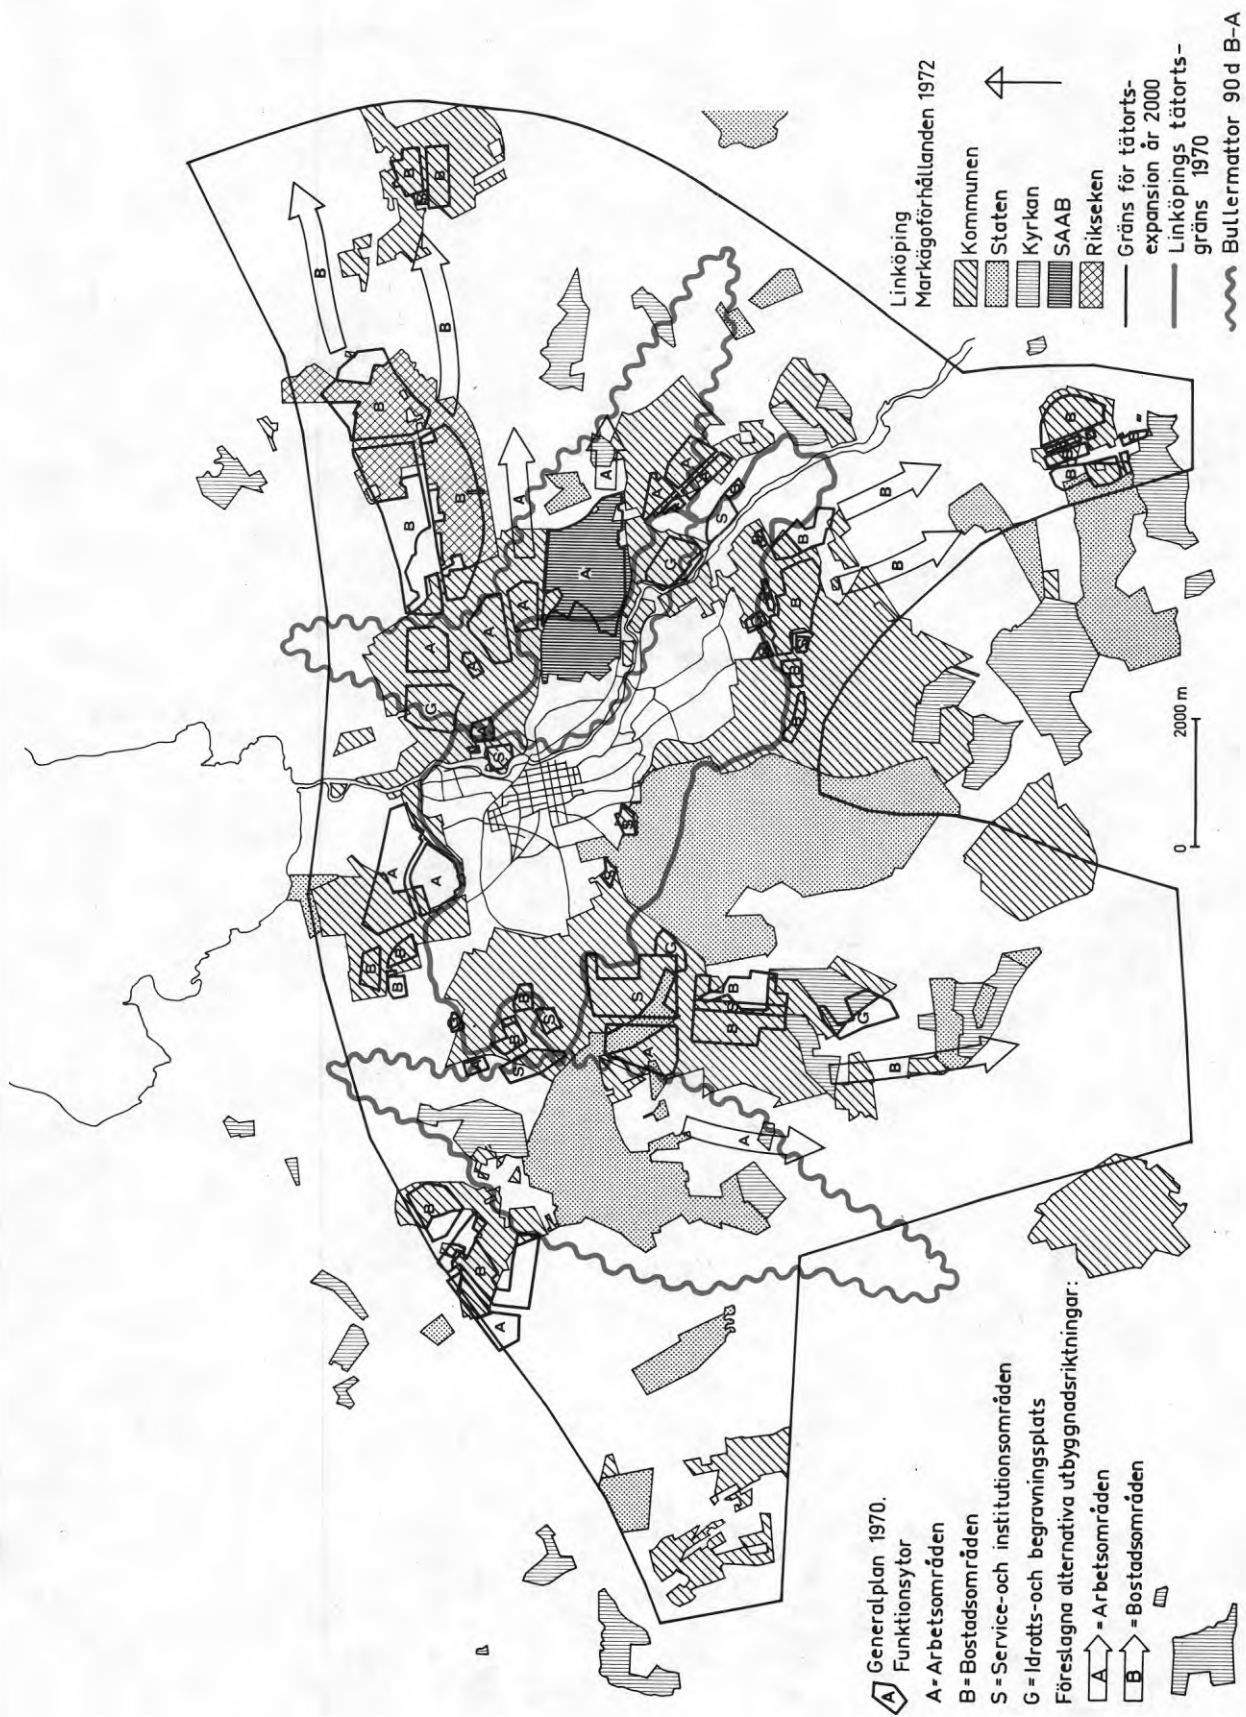 Linköping
Markägoförhållanden 1972
Kommunen
Staten
Kyrkan
SAAB
Rikseken
Gräns för tätorts-
expansion år 2000
Linköpings tätorts-
gräns 1970
Bullermattor 90d B-A
0 2000 m
A Generalplan 1970.
Funktionsytor
A = Arbetsområden
B = Bostadsområden
S = Service-och institutionsområden
G = Idrotts-och begravningsplats
Föreslagna alternativa utbyggnadsriktningar:
A = Arbetsområden
B = Bostadsområden